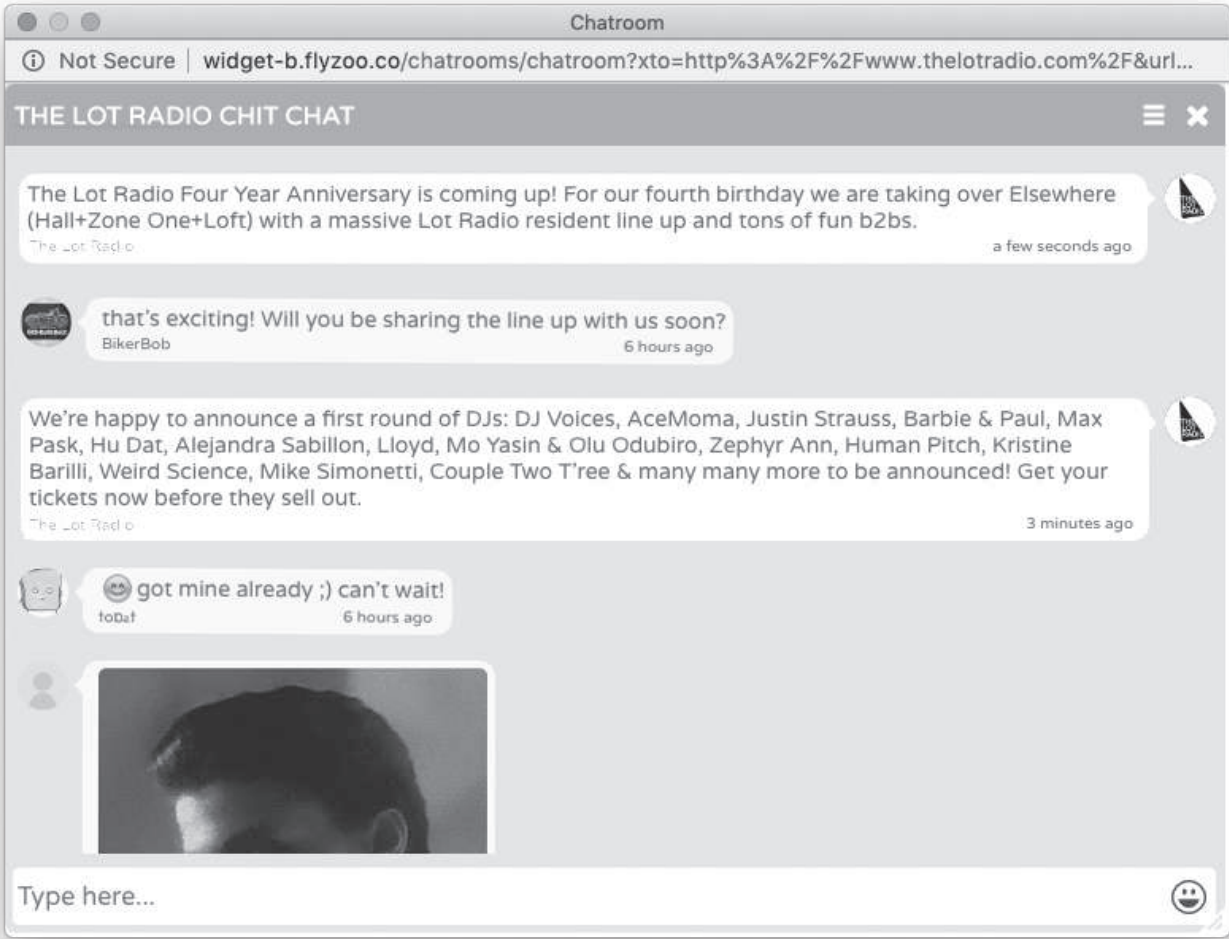 Chatroom
Not Secure | widget-b.flyzoo.co/chatrooms/chatroom?xto=http%3A%2F%2Fwww.thelotradio.com%2F&url...
THE LOT RADIO CHIT CHAT
The Lot Radio Four Year Anniversary is coming up! For our fourth birthday we are taking over Elsewhere
(Hall+Zone One+Loft) with a massive Lot Radio resident line up and tons of fun b2bs.
The Lot Radio
a few seconds ago
that's exciting! Will you be sharing the line up with us soon?
BikerBob
6 hours ago
We're happy to announce a first round of DJs: DJ Voices, AceMoma, Justin Strauss, Barbie & Paul, Max
Pask, Hu Dat, Alejandra Sabillon, Lloyd, Mo Yasin & Olu Odubiro, Zephyr Ann, Human Pitch, Kristine
Barilli, Weird Science, Mike Simonetti, Couple Two T'ree & many many more to be announced! Get your
tickets now before they sell out.
The Lot Radio
3 minutes ago
😊 got mine already ;) can't wait!
6 hours ago
Type here...